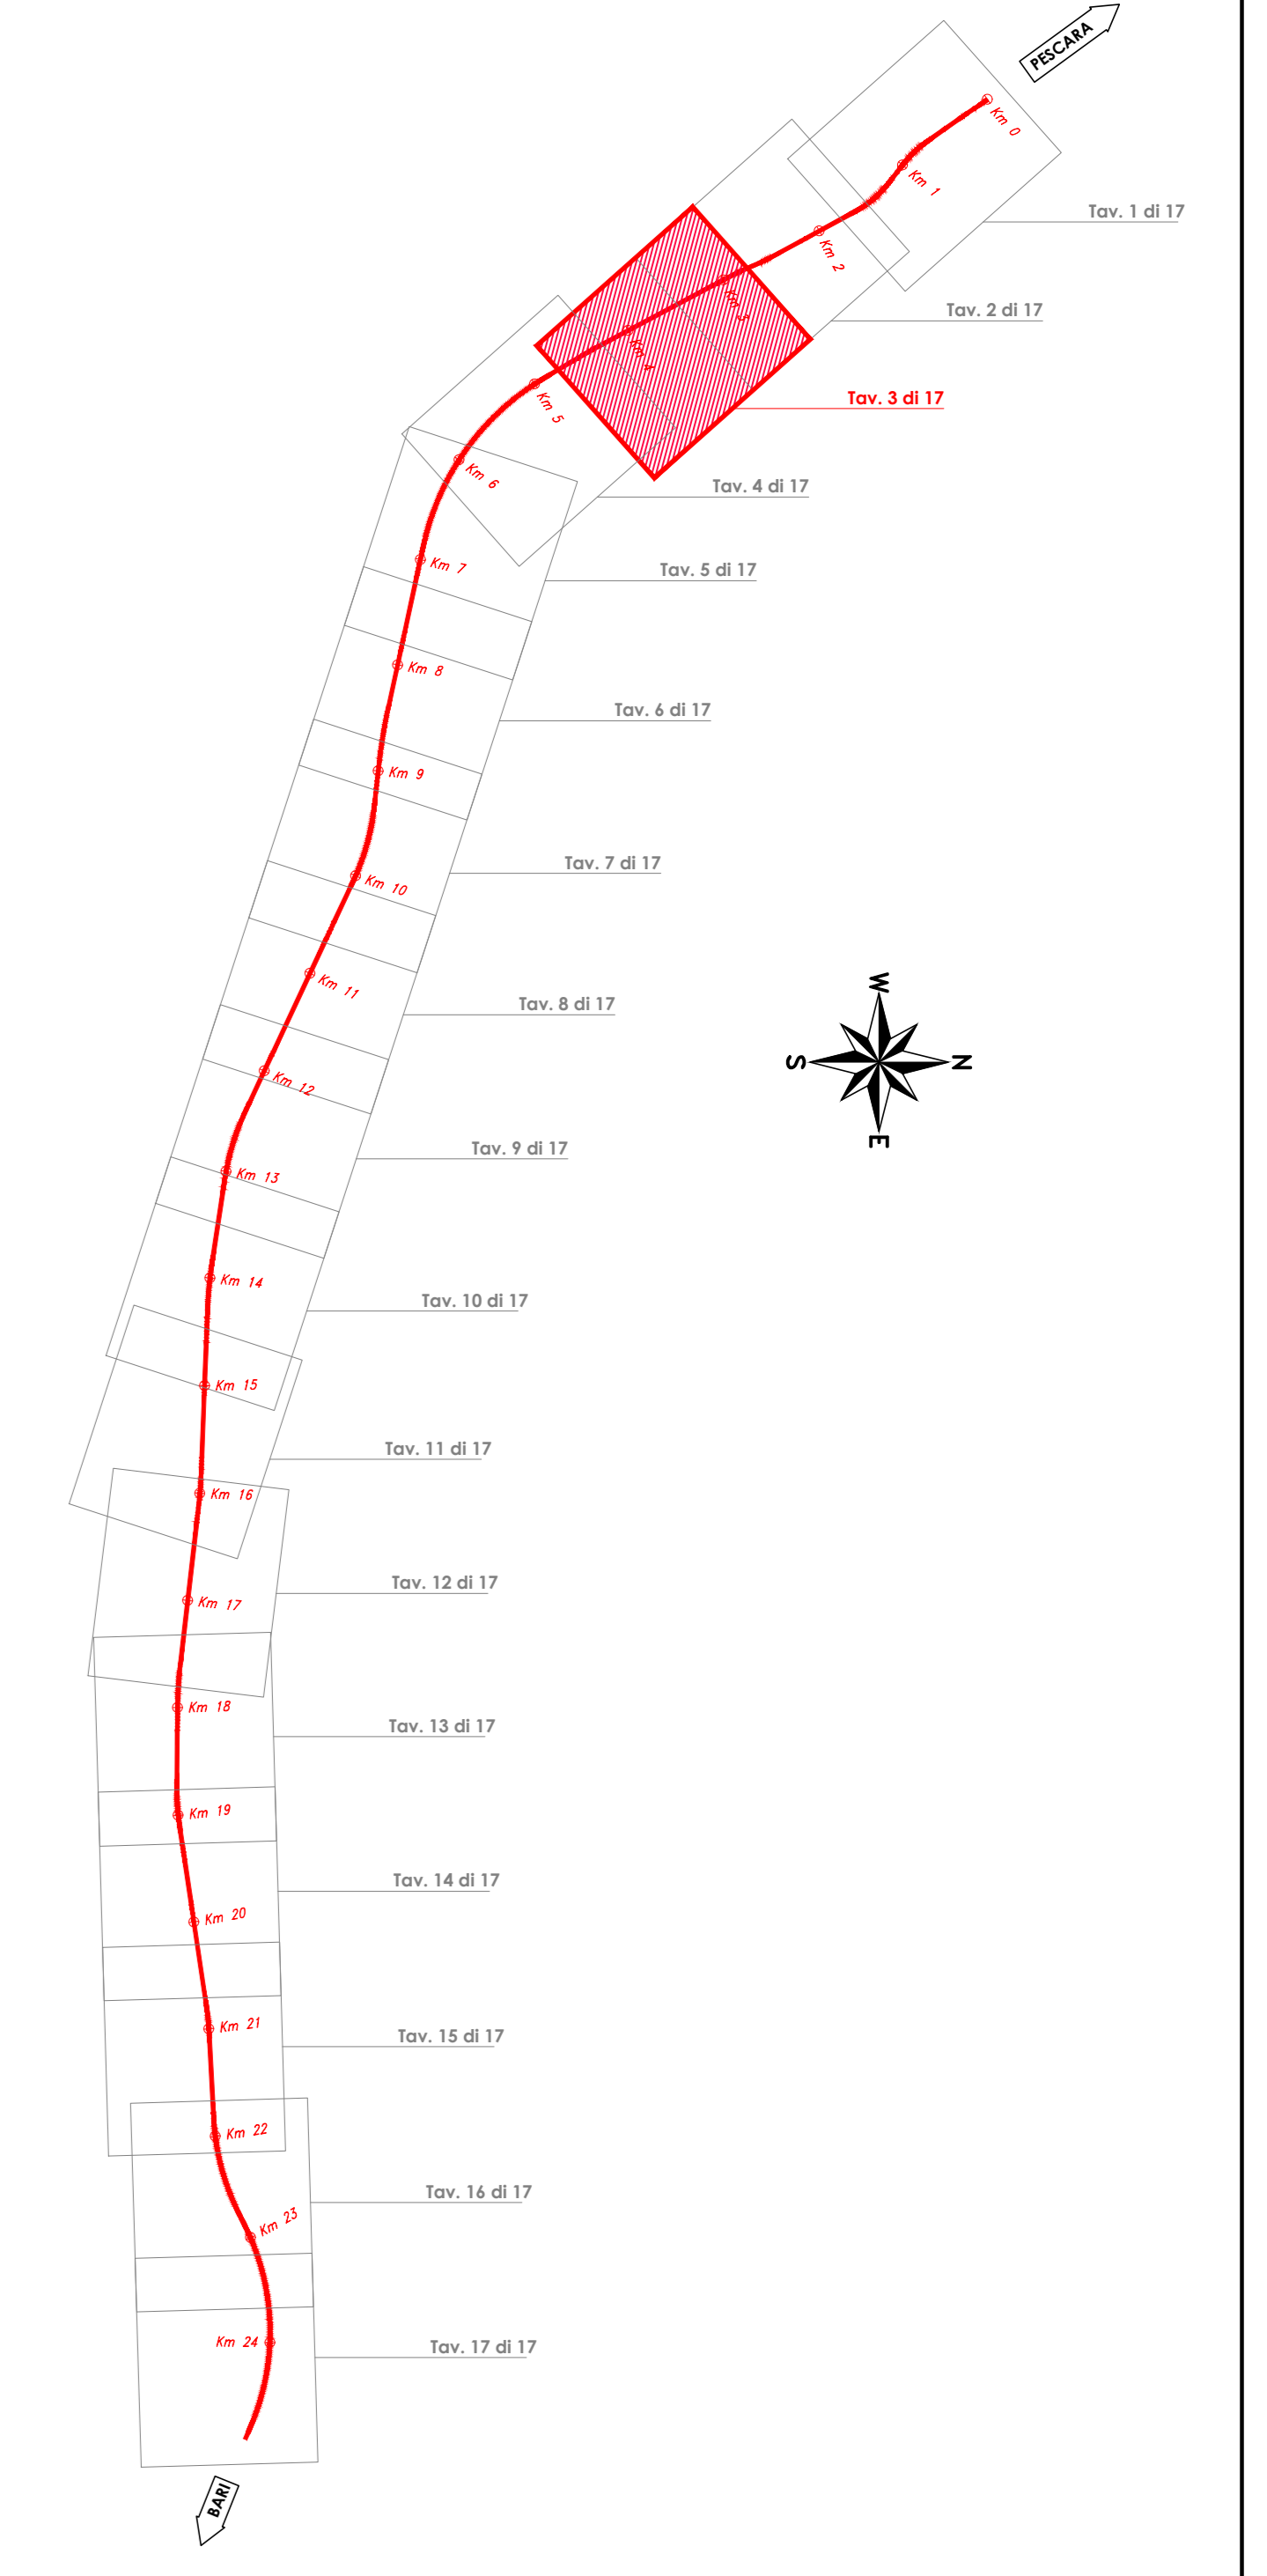 PESCARA
Km 0
Km 1
Tav. 1 di 17
Km 2
Km 3
Tav. 2 di 17
Km 4
Km 5
Tav. 3 di 17
Km 6
Tav. 4 di 17
Km 7
Tav. 5 di 17
Km 8
Tav. 6 di 17
Km 9
Tav. 7 di 17
Km 10
Km 11
Tav. 8 di 17
W
S
N
E
Km 12
Tav. 9 di 17
Km 13
Km 14
Tav. 10 di 17
Km 15
Tav. 11 di 17
Km 16
Tav. 12 di 17
Km 17
Km 18
Tav. 13 di 17
Km 19
Tav. 14 di 17
Km 20
Km 21
Tav. 15 di 17
Km 22
Tav. 16 di 17
Km 23
Km 24
Tav. 17 di 17
BARI